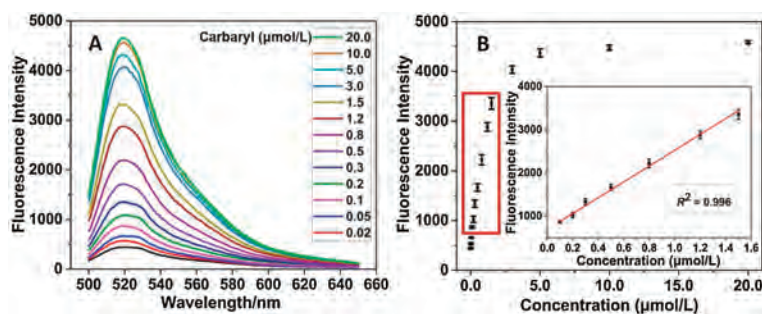 A
Carbaryl (μmol/L)
20.0
10.0
5.0
3.0
1.5
1.2
0.8
0.5
0.3
0.2
0.1
0.05
0.02
Fluorescence Intensity
5000
4000
3000
2000
1000
0
500 520 540 560 580 600 620 640 660
Wavelength/nm
B
Fluorescence Intensity
5000
4000
3000
2000
1000
0
0.0 5.0 10.0 15.0 20.0
Concentration (μmol/L)
Fluorescence Intensity
4000
3000
2000
1000
R² = 0.996
0.0 0.2 0.4 0.6 0.8 1.0 1.2 1.4 1.6
Concentration (μmol/L)